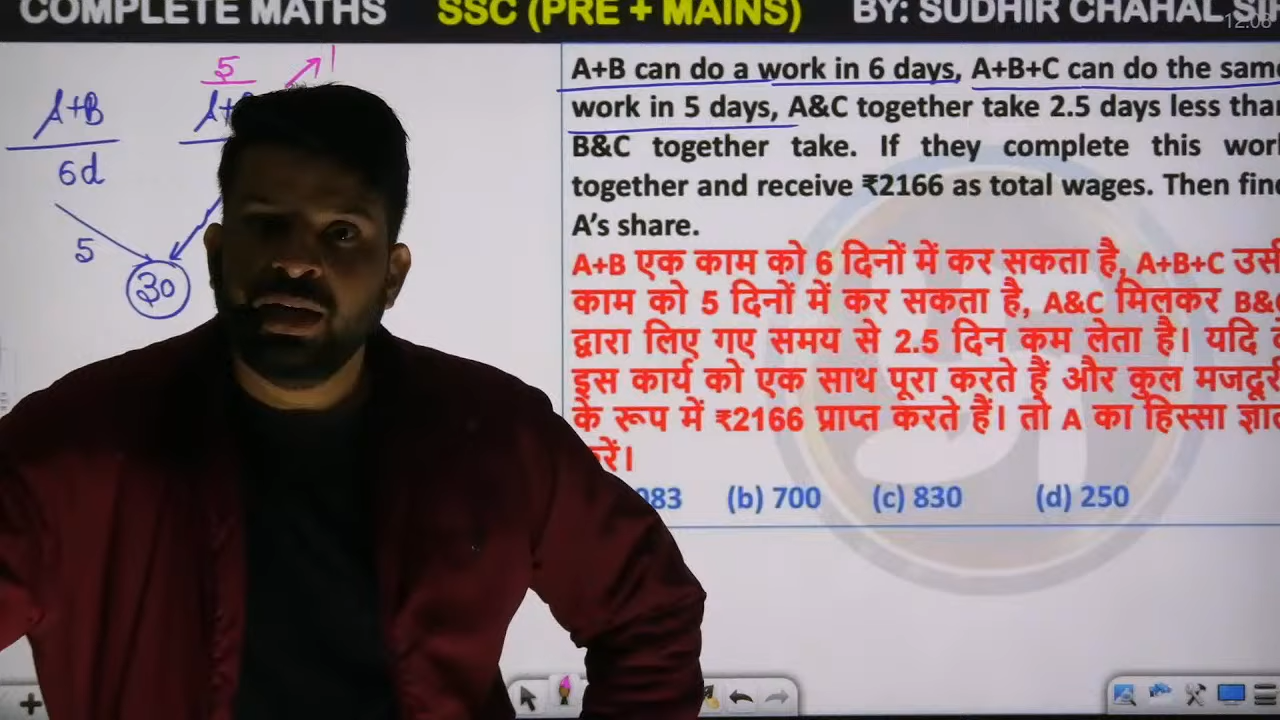 COMPLETE MATHS SSC (PRE + MAINS) BY: SUDHIR CHAHAL
12:08
5 1
A+B
6d
5
30
A+B can do a work in 6 days, A+B+C can do the same
work in 5 days, A&C together take 2.5 days less than
B&C together take. If they complete this work
together and receive ₹2166 as total wages. Then find
A's share.
A+B एक काम को 6 दिनों में कर सकता है, A+B+C उसी
काम को 5 दिनों में कर सकता है, A&C मिलकर B&C
द्वारा लिए गए समय से 2.5 दिन कम लेता है। यदि
इस कार्य को एक साथ पूरा करते हैं और कुल मजदूरी
के रूप में ₹2166 प्राप्त करते हैं। तो A का हिस्सा ज्ञात
करें।
083 (b) 700 (c) 830 (d) 250